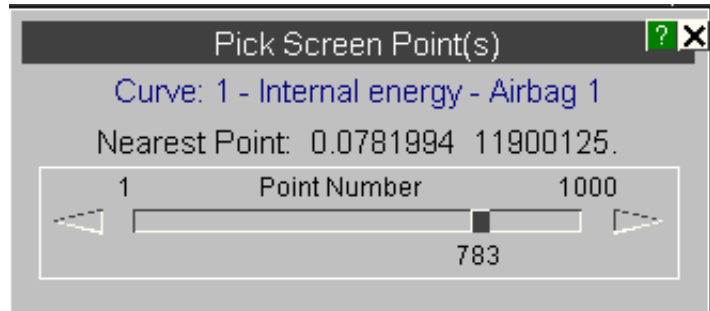 Pick Screen Point(s)
? X
Curve: 1 - Internal energy - Airbag 1
Nearest Point: 0.0781994 11900125.
1 Point Number 1000
783